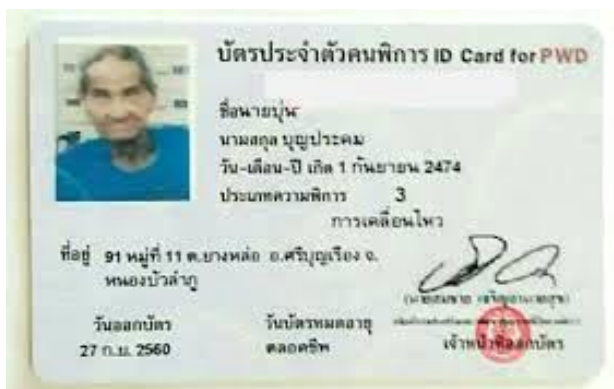 บัตรประจำตัวคนพิการ ID Card for PWD
ชื่อนายปุ่น
นามสกุล บุญประคม
วัน-เดือน-ปี เกิด 1 กันยายน 2474
ประเภทความพิการ 3
การเคลื่อนไหว
ที่อยู่ 91 หมู่ที่ 11 ต.ยางหล่อ อ.ศรีบุญเรือง จ.
หนองบัวลำภู
วันออกบัตร
27 ก.ย. 2560
วันบัตรหมดอายุ
ตลอดชีพ
เจ้าหน้าที่ออกบัตร